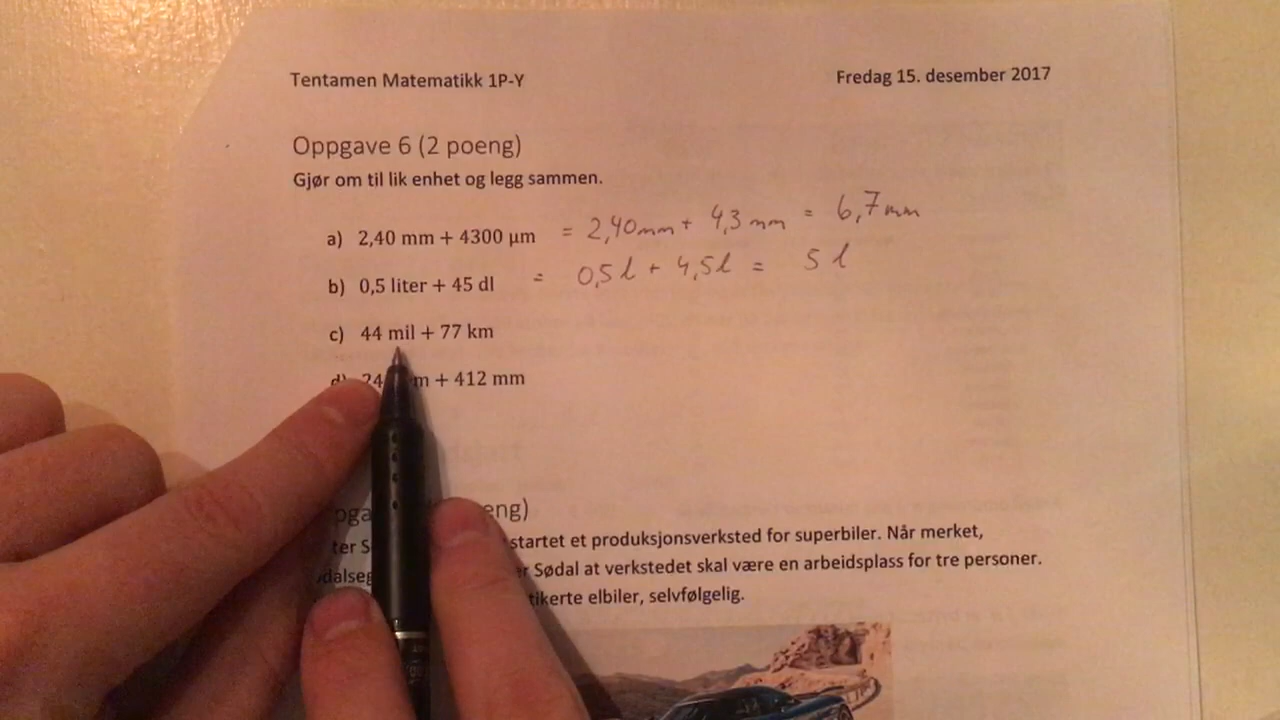 Tentamen Matematikk 1P-Y Fredag 15. desember 2017
Oppgave 6 (2 poeng)
Gjør om til lik enhet og legg sammen.
a) 2,40 mm + 4300 µm = 2,40mm + 4,3 mm = 6,7mm
b) 0,5 liter + 45 dl = 0,5 l + 4,5 l = 5 l
c) 44 mil + 77 km
+ 412 mm
startet et produksjonsverksted for superbiler. Når merket,
Sødal at verkstedet skal være en arbeidsplass for tre personer.
elbiler, selvfølgelig.